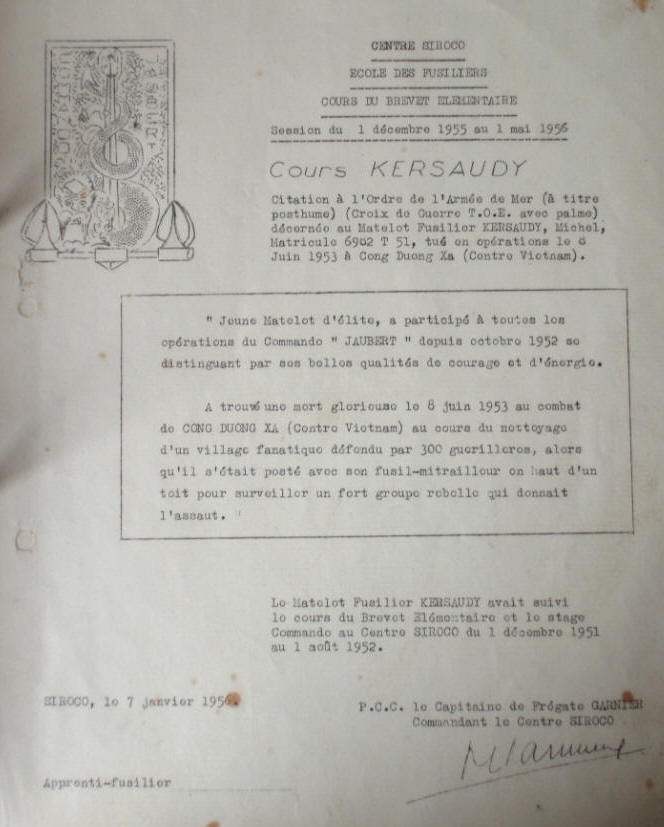 CENTRE SIROCO
ECOLE DES FUSILIERS
COURS DU BREVET ELEMENTAIRE
Session du 1 décembre 1955 au 1 mai 1956
Cours KERSAUDY
Citation à l'Ordre de l'Armée de Mer (à titre
posthume) (Croix de Guerre T.O.E. avec palme)
décernée au Matelot Fusilier KERSAUDY, Michel,
Matricule 6902 T 51, tué en opérations le 8
Juin 1953 à Cong Duong Xa (Centre Vietnam).
" Jeune Matelot d'élite, a participé à toutes les
opérations du Commando " JAUBERT " depuis octobre 1952 se
distinguant par ses belles qualités de courage et d'énergie.
A trouvé une mort glorieuse le 8 juin 1953 au combat
de CONG DUONG XA (Centre Vietnam) au cours du nettoyage
d'un village fanatique défendu par 300 guerilleros, alors
qu'il s'était posté avec son fusil-mitrailleur en haut d'un
toit pour surveiller un fort groupe rebelle qui donnait
l'assaut. "
Le Matelot Fusilier KERSAUDY avait suivi
le cours du Brevet Elémentaire et le stage
Commando au Centre SIROCO du 1 décembre 1951
au 1 août 1952.
SIROCO, le 7 janvier 1956.
P.C.C. le Capitaine de Frégate GARNIER
Commandant le Centre SIROCO
Apprenti-fusilier